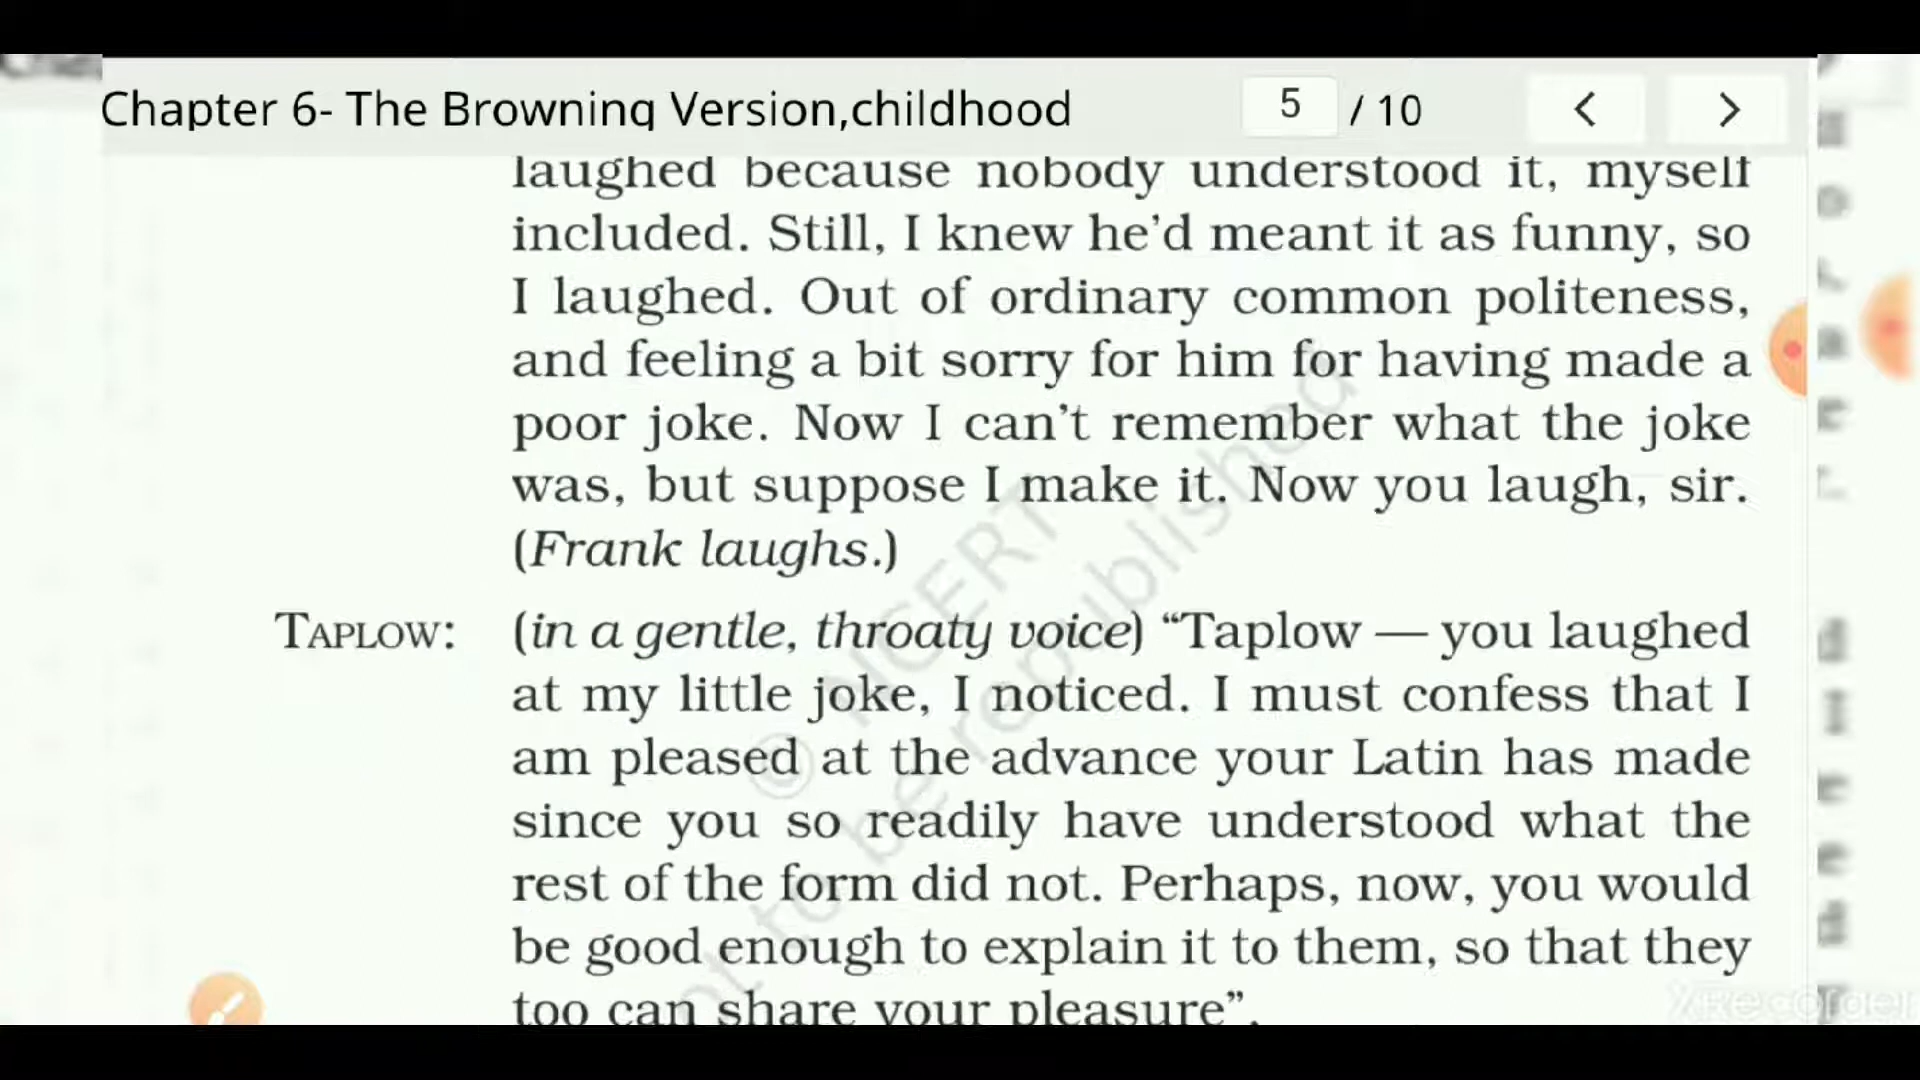 Chapter 6- The Browning Version,childhood
5 / 10
laughed because nobody understood it, myself
included. Still, I knew he’d meant it as funny, so
I laughed. Out of ordinary common politeness,
and feeling a bit sorry for him for having made a
poor joke. Now I can’t remember what the joke
was, but suppose I make it. Now you laugh, sir.
(Frank laughs.)
TAPLOW: (in a gentle, throaty voice) “Taplow — you laughed
at my little joke, I noticed. I must confess that I
am pleased at the advance your Latin has made
since you so readily have understood what the
rest of the form did not. Perhaps, now, you would
be good enough to explain it to them, so that they
too can share your pleasure”.
© NCERT
not to be republished
XRecorder